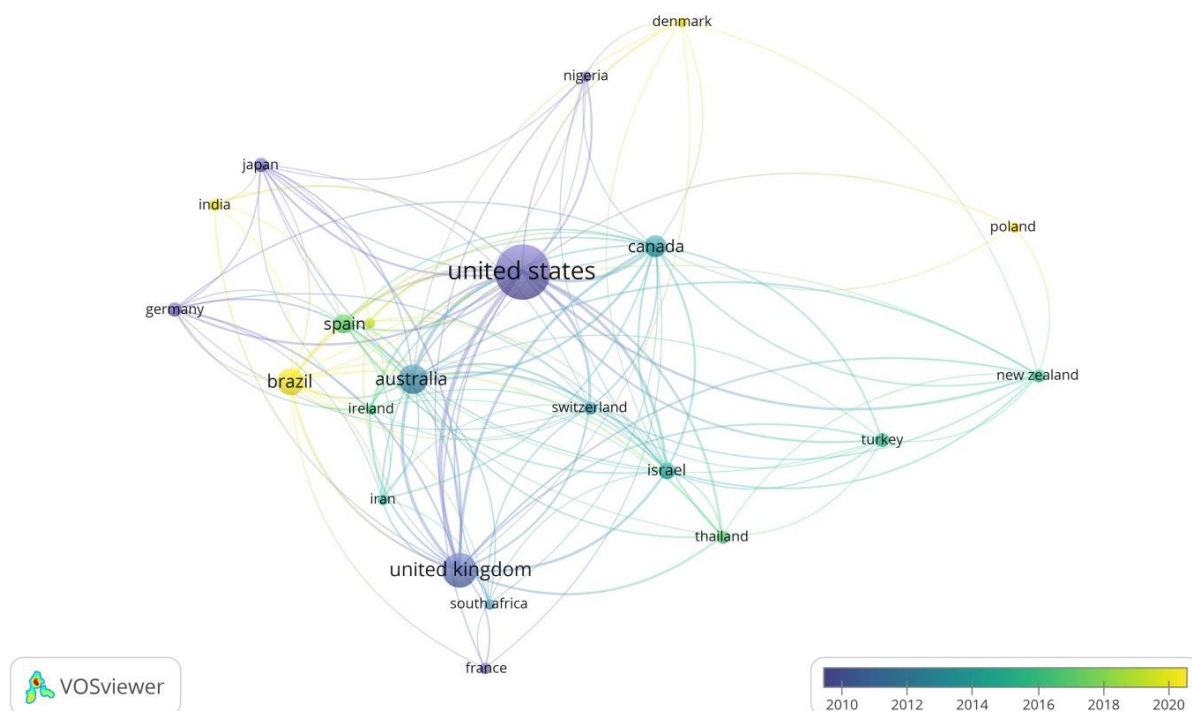 denmark
nigeria
japan
india
poland
canada
united states
germany
spain
new zealand
brazil
australia
ireland
switzerland
turkey
israel
iran
thailand
united kingdom
south africa
france
VOSviewer
2010 2012 2014 2016 2018 2020